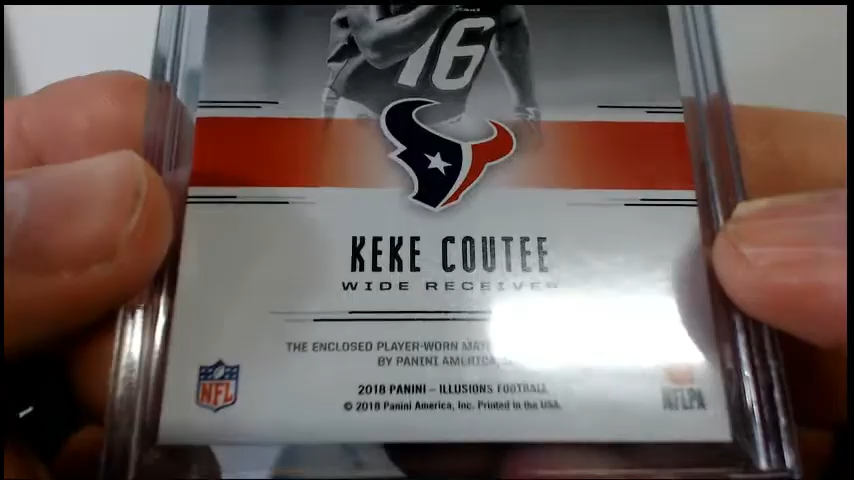 16
KEKE COUTEE
WIDE RECEIVER
THE ENCLOSED PLAYER-WORN
BY PANINI AMERICA,
NFL
2018 PANINI – ILLUSIONS FOOTBALL
© 2018 Panini America, Inc. Printed in the USA.
NFLPA